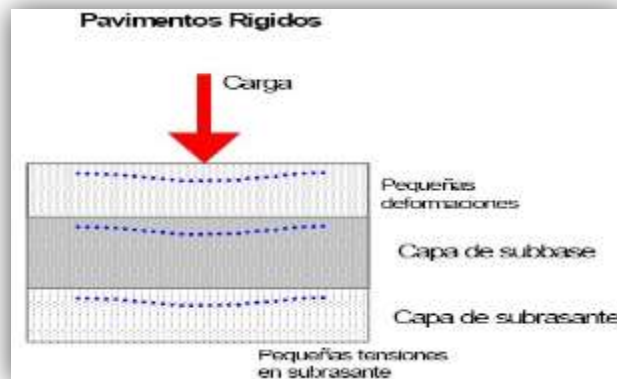 Pavimentos Rigidos
Carga
Pequeñas
deformaciones
Capa de subbase
Capa de subrasante
Pequeñas tensiones
en subrasante